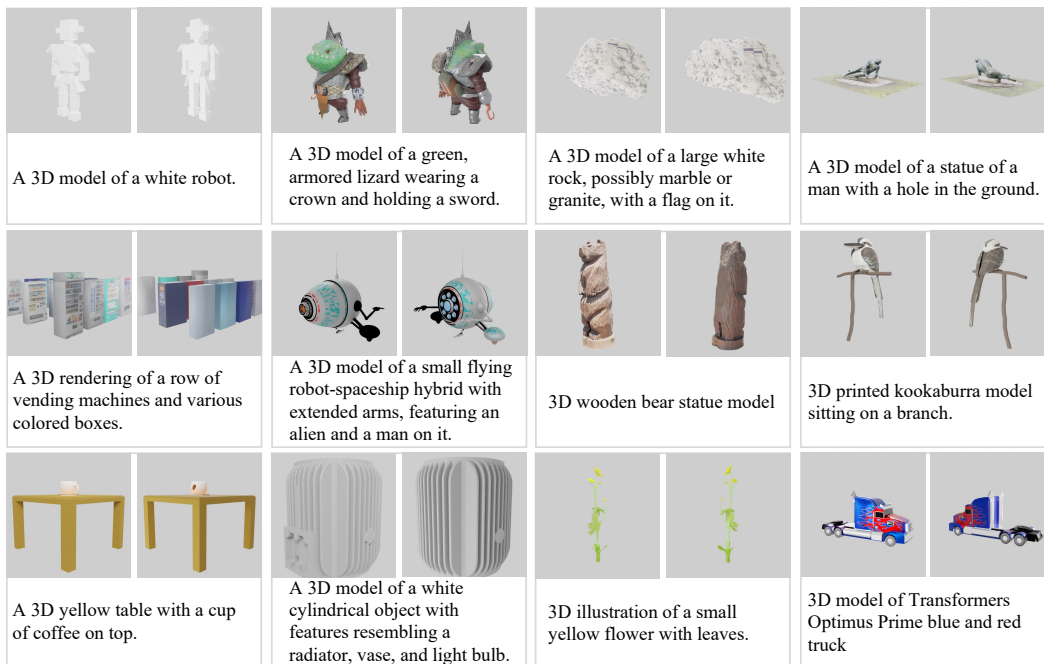 A 3D model of a white robot.
A 3D model of a green,
armored lizard wearing a
crown and holding a sword.
A 3D model of a large white
rock, possibly marble or
granite, with a flag on it.
A 3D model of a statue of a
man with a hole in the ground.
A 3D rendering of a row of
vending machines and various
colored boxes.
A 3D model of a small flying
robot-spaceship hybrid with
extended arms, featuring an
alien and a man on it.
3D wooden bear statue model
3D printed kookaburra model
sitting on a branch.
A 3D yellow table with a cup
of coffee on top.
A 3D model of a white
cylindrical object with
features resembling a
radiator, vase, and light bulb.
3D illustration of a small
yellow flower with leaves.
3D model of Transformers
Optimus Prime blue and red
truck